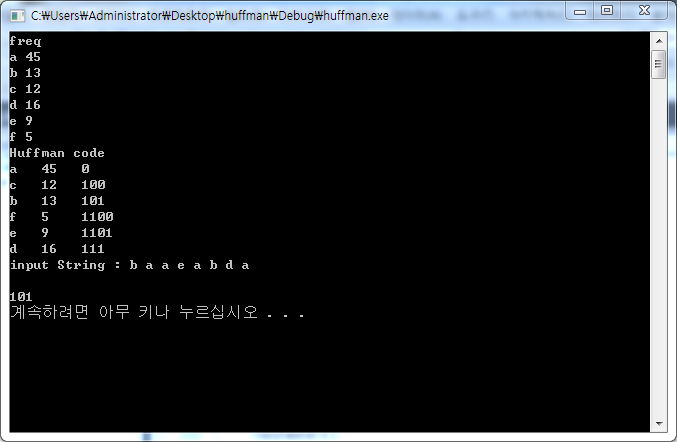 C:₩Users₩Administrator₩Desktop₩huffman₩Debug₩huffman.exe
freq
a 45
b 13
c 12
d 16
e 9
f 5
Huffman code
a 45 0
c 12 100
b 13 101
f 5 1100
e 9 1101
d 16 111
input String : b a a e a b d a
101
계속하려면 아무 키나 누르십시오 . . .